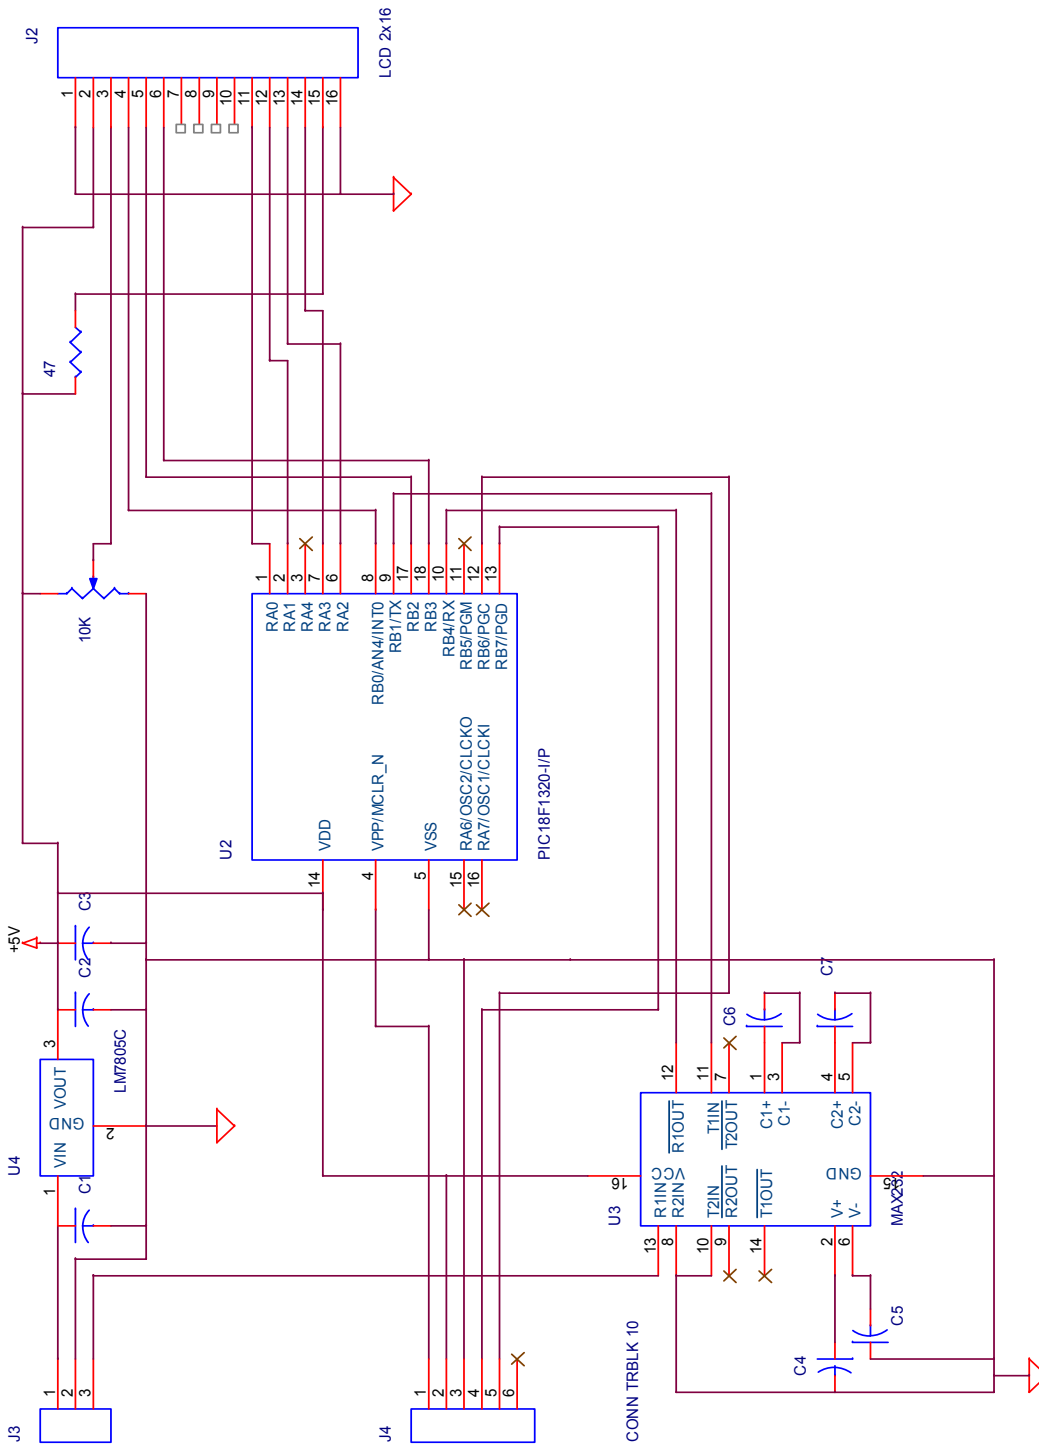 J2
LCD 2x16
1
2
3
4
5
6
7
8
9
10
11
12
13
14
15
16
47
10K
+5V
C3
C2
LM7805C
U4
VIN
GND
VOUT
1
2
3
C1
U2
PIC18F1320-I/P
1
2
3
7
6
8
9
17
18
10
11
12
13
RA0
RA1
RA4
RA3
RA2
RB0/AN4/INT0
RB1/TX
RB2
RB3
RB4/RX
RB5/PGM
RB6/PGC
RB7/PGD
VDD
VPP/MCLR_N
VSS
RA6/OSC2/CLCKO
RA7/OSC1/CLCKI
14
4
5
15
16
C6
C7
12
11
7
1
3
4
5
R1OUT
T1IN
T2OUT
C1+
C1-
C2+
C2-
16
VCC
GND
15
MAX232
U3
R1IN
R2IN
T2IN
R2OUT
T1OUT
V+
V-
13
8
10
9
14
2
6
C4
C5
J3
1
2
3
J4
1
2
3
4
5
6
CONN TRBLK 10